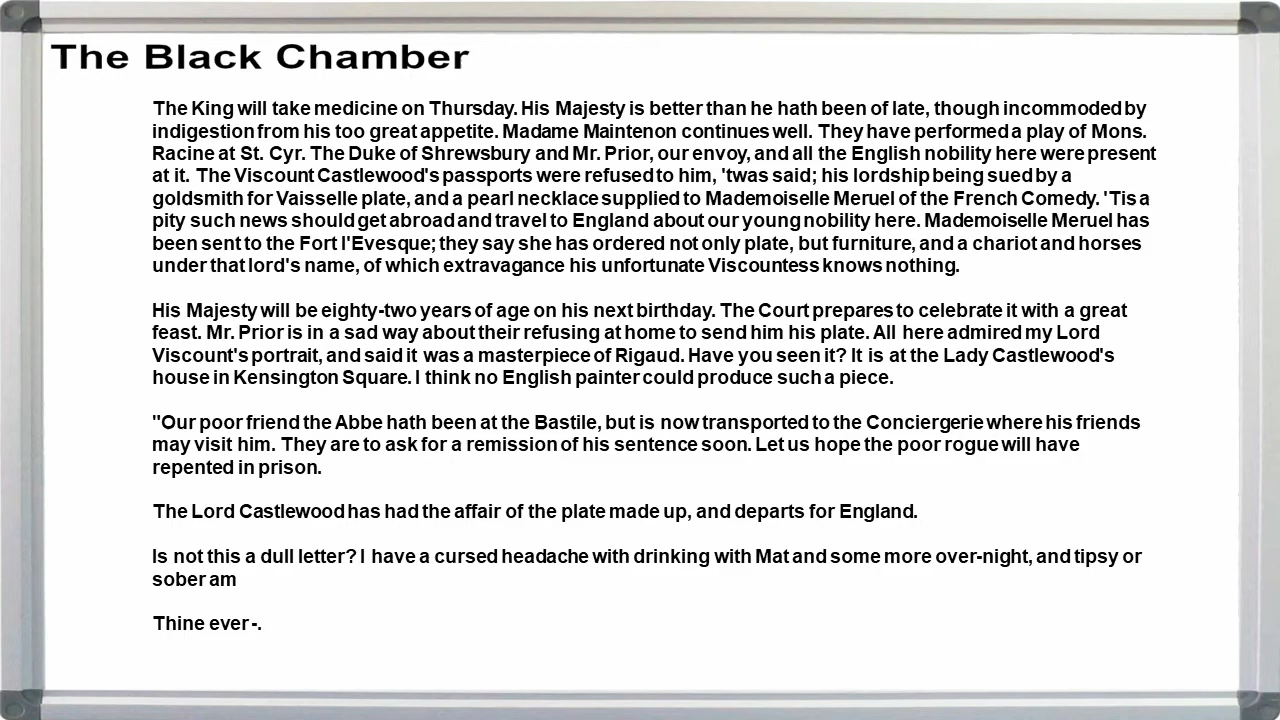 The Black Chamber
The King will take medicine on Thursday. His Majesty is better than he hath been of late, though incommoded by
indigestion from his too great appetite. Madame Maintenon continues well. They have performed a play of Mons.
Racine at St. Cyr. The Duke of Shrewsbury and Mr. Prior, our envoy, and all the English nobility here were present
at it. The Viscount Castlewood's passports were refused to him, 'twas said; his lordship being sued by a
goldsmith for Vaisselle plate, and a pearl necklace supplied to Mademoiselle Meruel of the French Comedy. 'Tis a
pity such news should get abroad and travel to England about our young nobility here. Mademoiselle Meruel has
been sent to the Fort l'Evesque; they say she has ordered not only plate, but furniture, and a chariot and horses
under that lord's name, of which extravagance his unfortunate Viscountess knows nothing.
His Majesty will be eighty-two years of age on his next birthday. The Court prepares to celebrate it with a great
feast. Mr. Prior is in a sad way about their refusing at home to send him his plate. All here admired my Lord
Viscount's portrait, and said it was a masterpiece of Rigaud. Have you seen it? It is at the Lady Castlewood's
house in Kensington Square. I think no English painter could produce such a piece.
"Our poor friend the Abbe hath been at the Bastile, but is now transported to the Conciergerie where his friends
may visit him. They are to ask for a remission of his sentence soon. Let us hope the poor rogue will have
repented in prison.
The Lord Castlewood has had the affair of the plate made up, and departs for England.
Is not this a dull letter? I have a cursed headache with drinking with Mat and some more over-night, and tipsy or
sober am
Thine ever -.